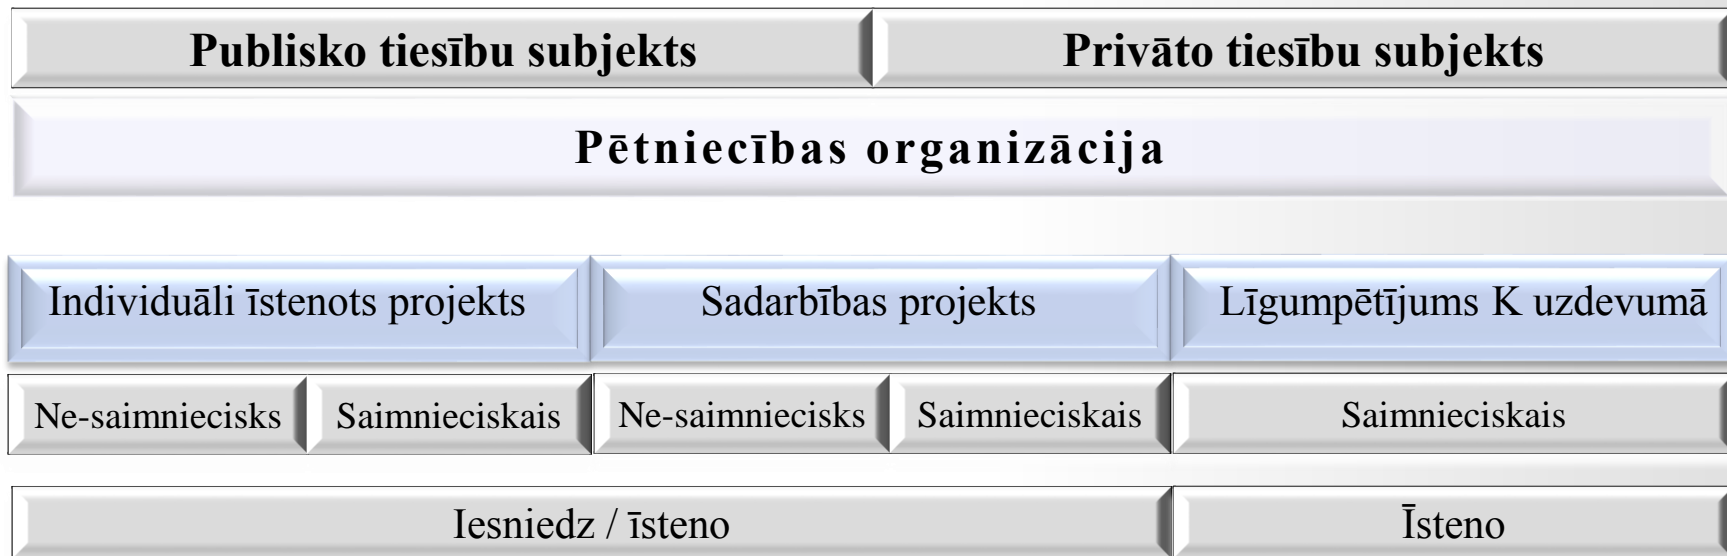 Publisko tiesību subjekts Privāto tiesību subjekts
Pētniecības organizācija
Individuāli īstenots projekts Sadarbības projekts Līgumpētījums K uzdevumā
Ne-saimniecisks Saimnieciskais Ne-saimniecisks Saimnieciskais Saimnieciskais
Iesniedz / īsteno Īsteno